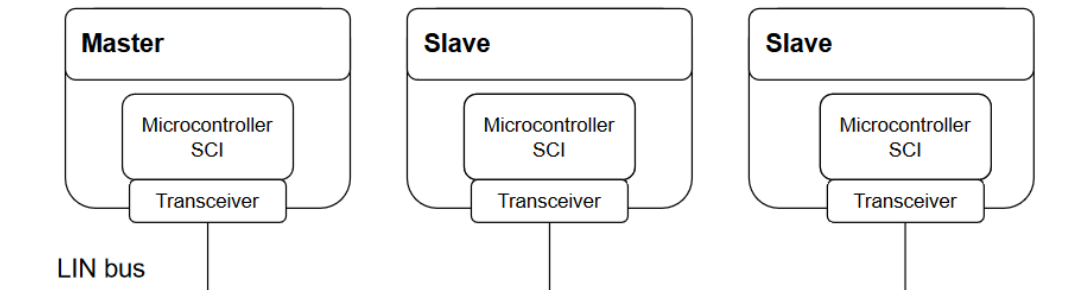 Master
Slave
Slave
Microcontroller
SCI
Microcontroller
SCI
Microcontroller
SCI
Transceiver
Transceiver
Transceiver
LIN bus